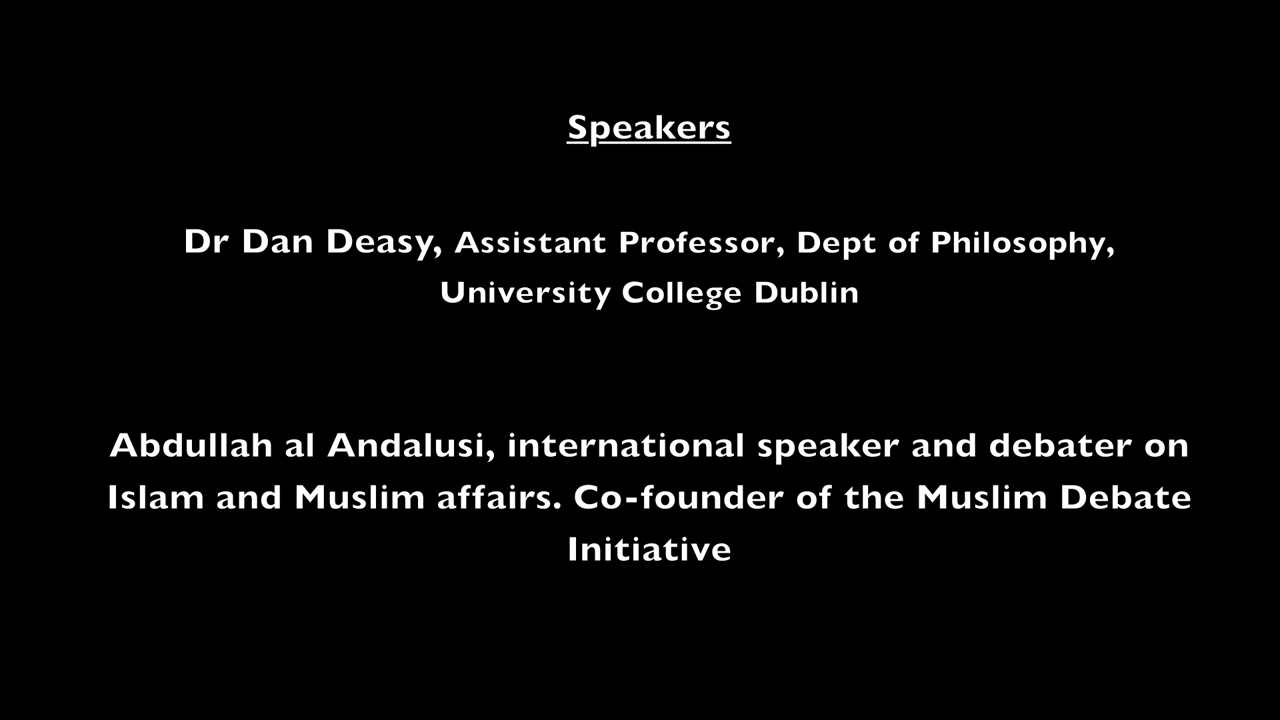 Speakers
Dr Dan Deasy, Assistant Professor, Dept of Philosophy,
University College Dublin
Abdullah al Andalusi, international speaker and debater on
Islam and Muslim affairs. Co-founder of the Muslim Debate
Initiative